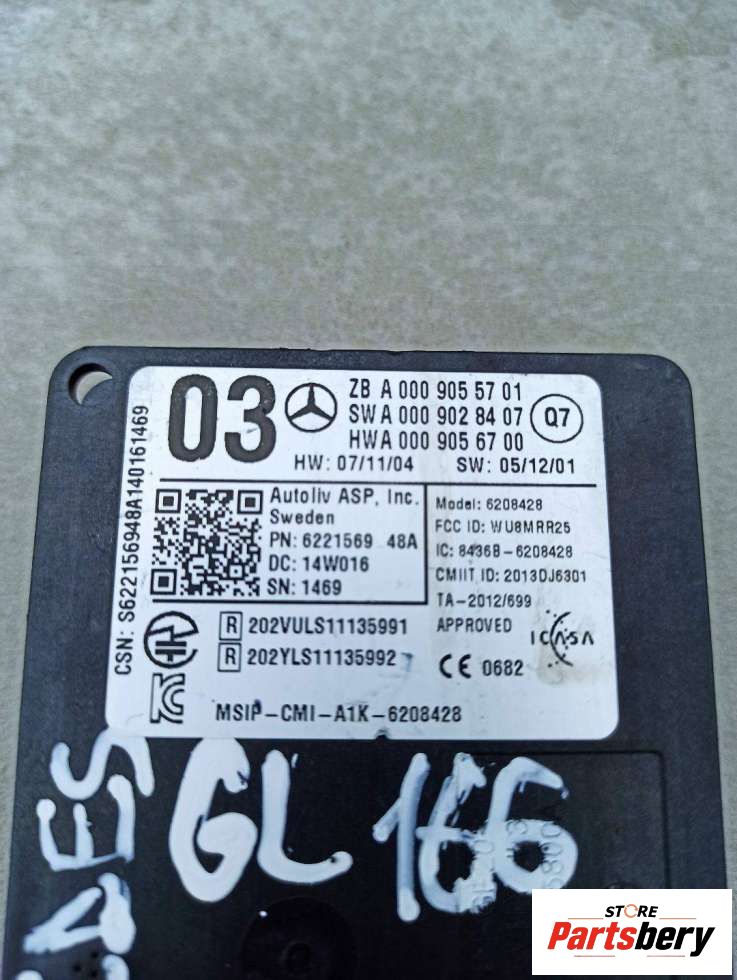 03
ZB A 000 905 57 01
SW A 000 902 84 07
HW A 000 905 67 00
Q7
HW: 07/11/04 SW: 05/12/01
CSN: S622156948A140161469
Autoliv ASP, Inc.
Sweden
PN: 6221569 48A
DC: 14W016
SN: 1469
Model: 6208428
FCC ID: WU8MRR25
IC: 8436B-6208428
CMIIT ID: 2013DJ6301
TA-2012/699
APPROVED
ICASA
R 202VULS11135991
R 202YLS11135992
CE 0682
MSIP-CMI-A1K-6208428
GL 166
STORE
Partsbery